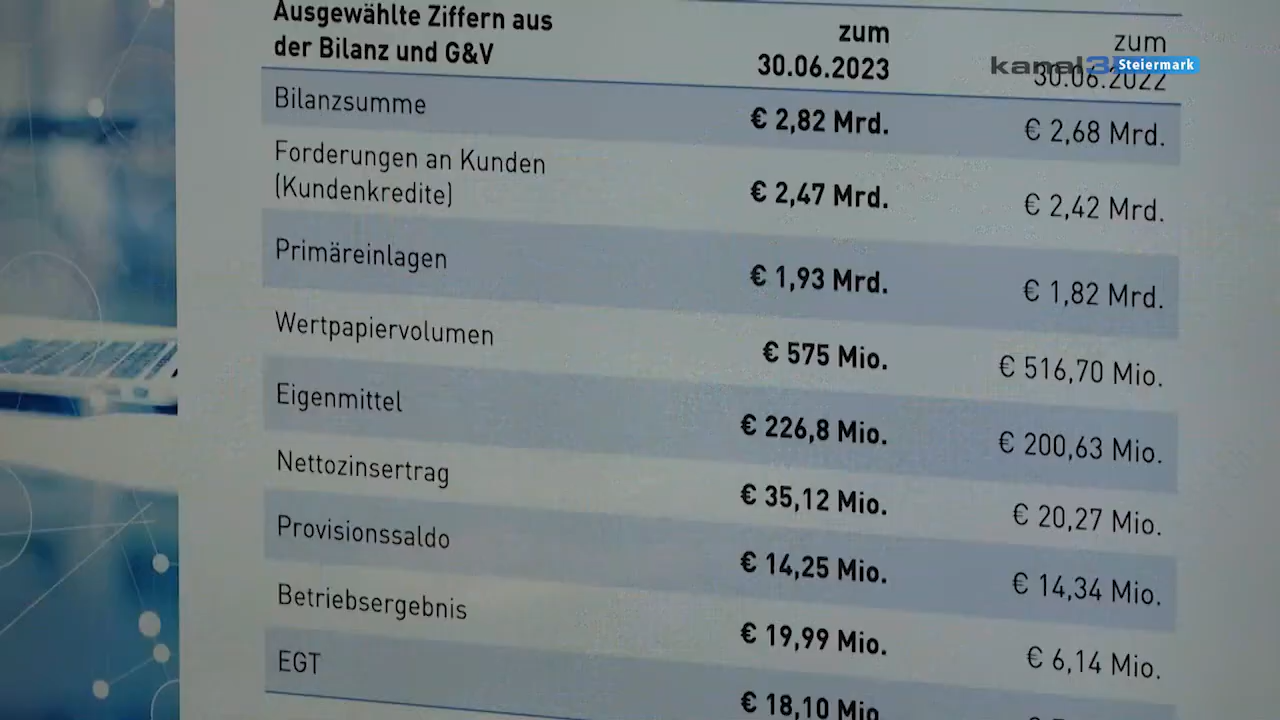 Ausgewählte Ziffern aus
der Bilanz und G&V
zum
30.06.2023
zum
30.06.2022
kanal3
Steiermark
Bilanzsumme € 2,82 Mrd. € 2,68 Mrd.
Forderungen an Kunden
(Kundenkredite) € 2,47 Mrd. € 2,42 Mrd.
Primäreinlagen € 1,93 Mrd. € 1,82 Mrd.
Wertpapiervolumen € 575 Mio. € 516,70 Mio.
Eigenmittel € 226,8 Mio. € 200,63 Mio.
Nettozinsertrag € 35,12 Mio. € 20,27 Mio.
Provisionssaldo € 14,25 Mio. € 14,34 Mio.
Betriebsergebnis € 19,99 Mio. € 6,14 Mio.
EGT € 18,10 Mio